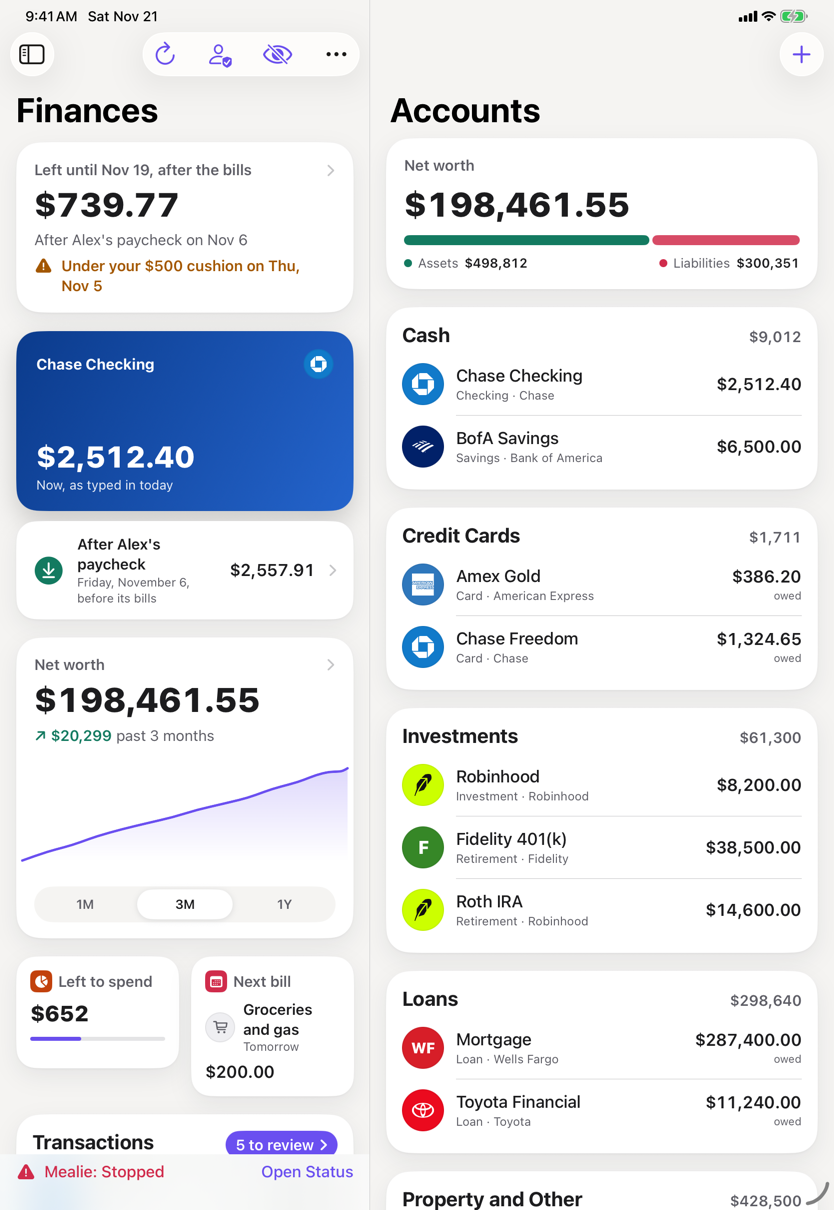 9:41 AM Sat Nov 21
Finances
Left until Nov 19, after the bills
$739.77
After Alex's paycheck on Nov 6
Under your $500 cushion on Thu,
Nov 5
Chase Checking
$2,512.40
Now, as typed in today
After Alex's
paycheck
Friday, November 6,
before its bills
$2,557.91
Net worth
$198,461.55
$20,299 past 3 months
1M 3M 1Y
Left to spend
$652
Next bill
Groceries
and gas
Tomorrow
$200.00
Transactions
5 to review
Mealie: Stopped
Open Status
Accounts
Net worth
$198,461.55
Assets $498,812
Liabilities $300,351
Cash $9,012
Chase Checking
Checking · Chase
$2,512.40
BofA Savings
Savings · Bank of America
$6,500.00
Credit Cards $1,711
Amex Gold
Card · American Express
$386.20
owed
Chase Freedom
Card · Chase
$1,324.65
owed
Investments $61,300
Robinhood
Investment · Robinhood
$8,200.00
F
Fidelity 401(k)
Retirement · Fidelity
$38,500.00
Roth IRA
Retirement · Robinhood
$14,600.00
Loans $298,640
WF
Mortgage
Loan · Wells Fargo
$287,400.00
owed
Toyota Financial
Loan · Toyota
$11,240.00
owed
Property and Other $428,500